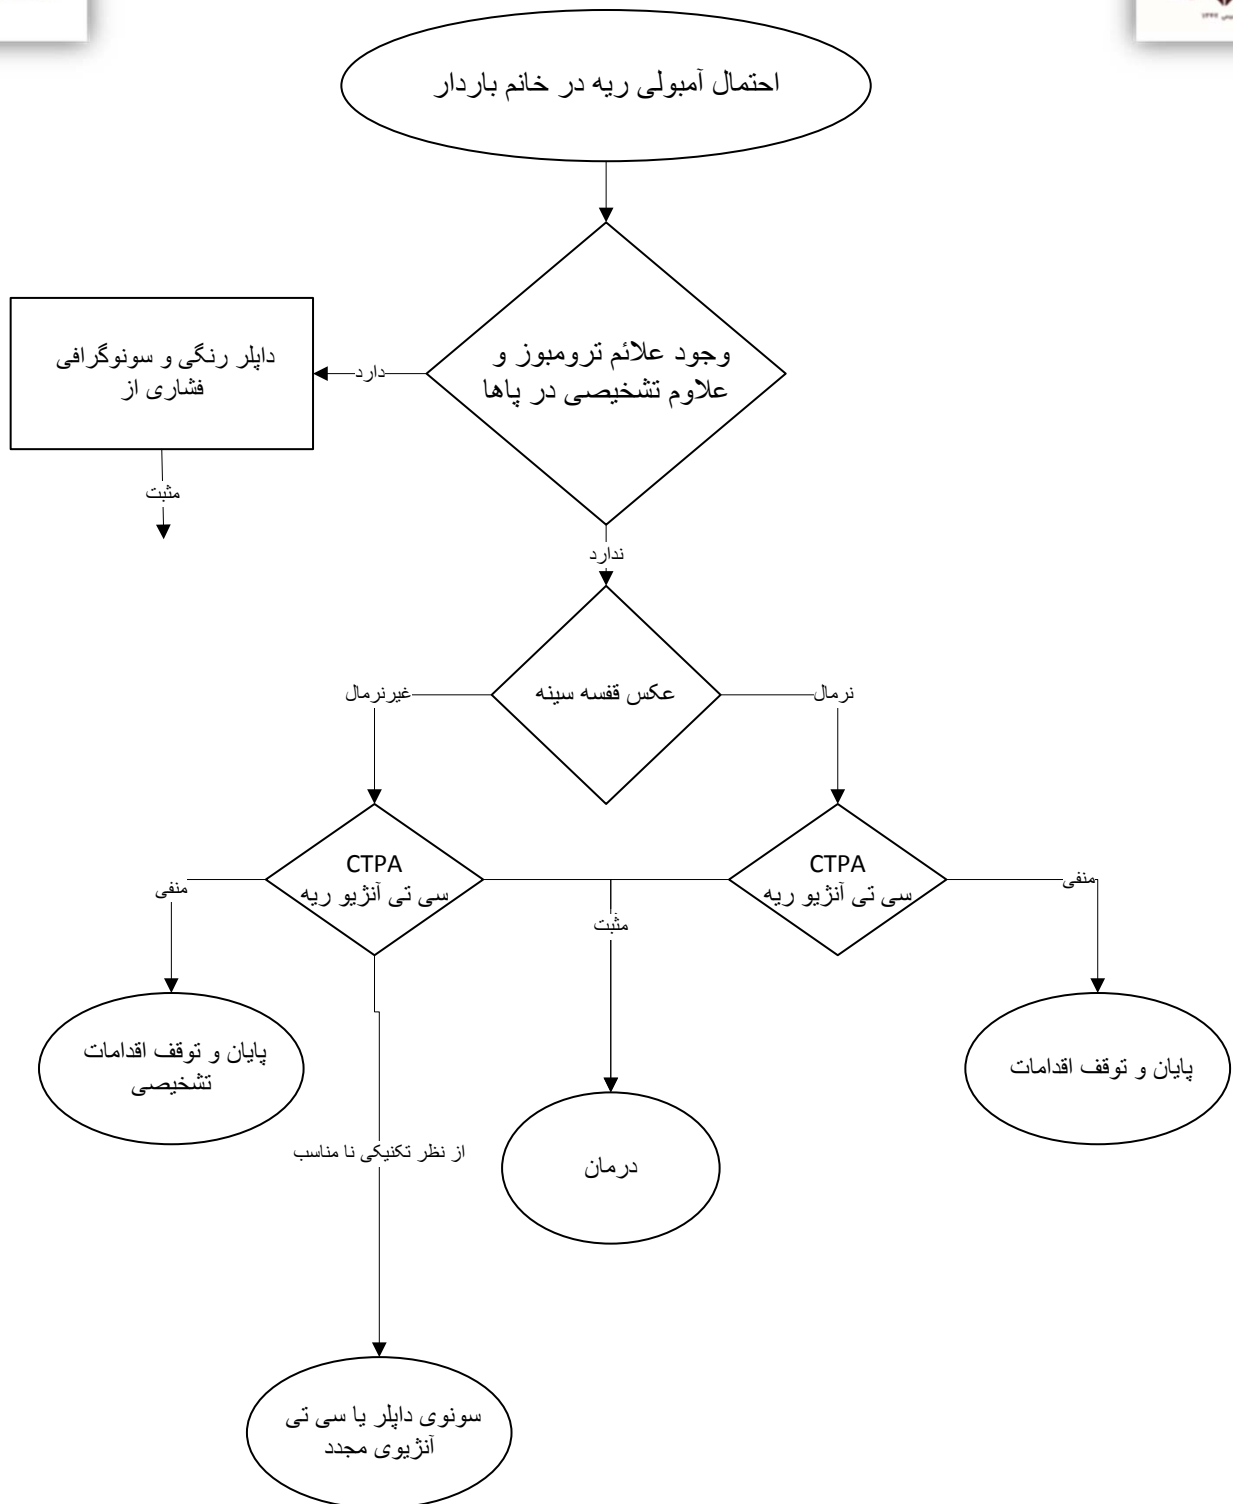 احتمال آمبولی ریه در خانم باردار
وجود علائم ترومبوز و
علاوم تشخیصی در پاها
دارد
داپلر رنگی و سونوگرافی
فشاری از
مثبت
ندارد
عکس قفسه سینه
نرمال
غیرنرمال
CTPA
سی تی آنژیو ریه
CTPA
سی تی آنژیو ریه
منفی
مثبت
منفی
پایان و توقف اقدامات
پایان و توقف اقدامات
تشخیصی
از نظر تکنیکی نا مناسب
درمان
سونوی داپلر یا سی تی
آنژیوی مجدد